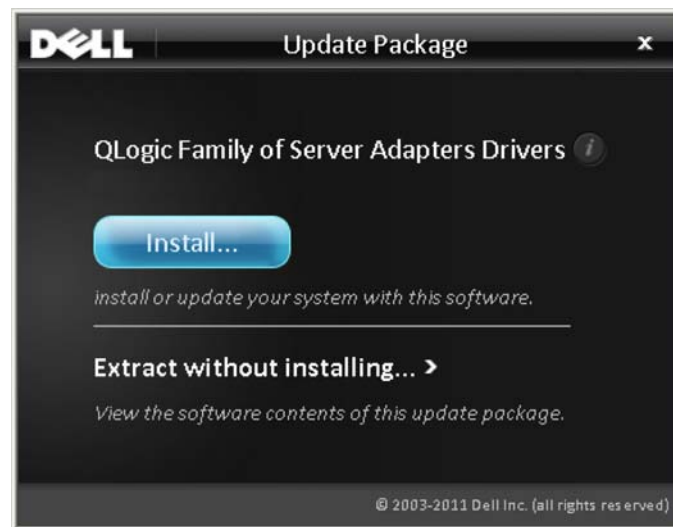 DELL
Update Package
x
QLogic Family of Server Adapters Drivers i
Install...
install or update your system with this software.
Extract without installing... >
View the software contents of this update package.
© 2003-2011 Dell Inc. (all rights reserved)